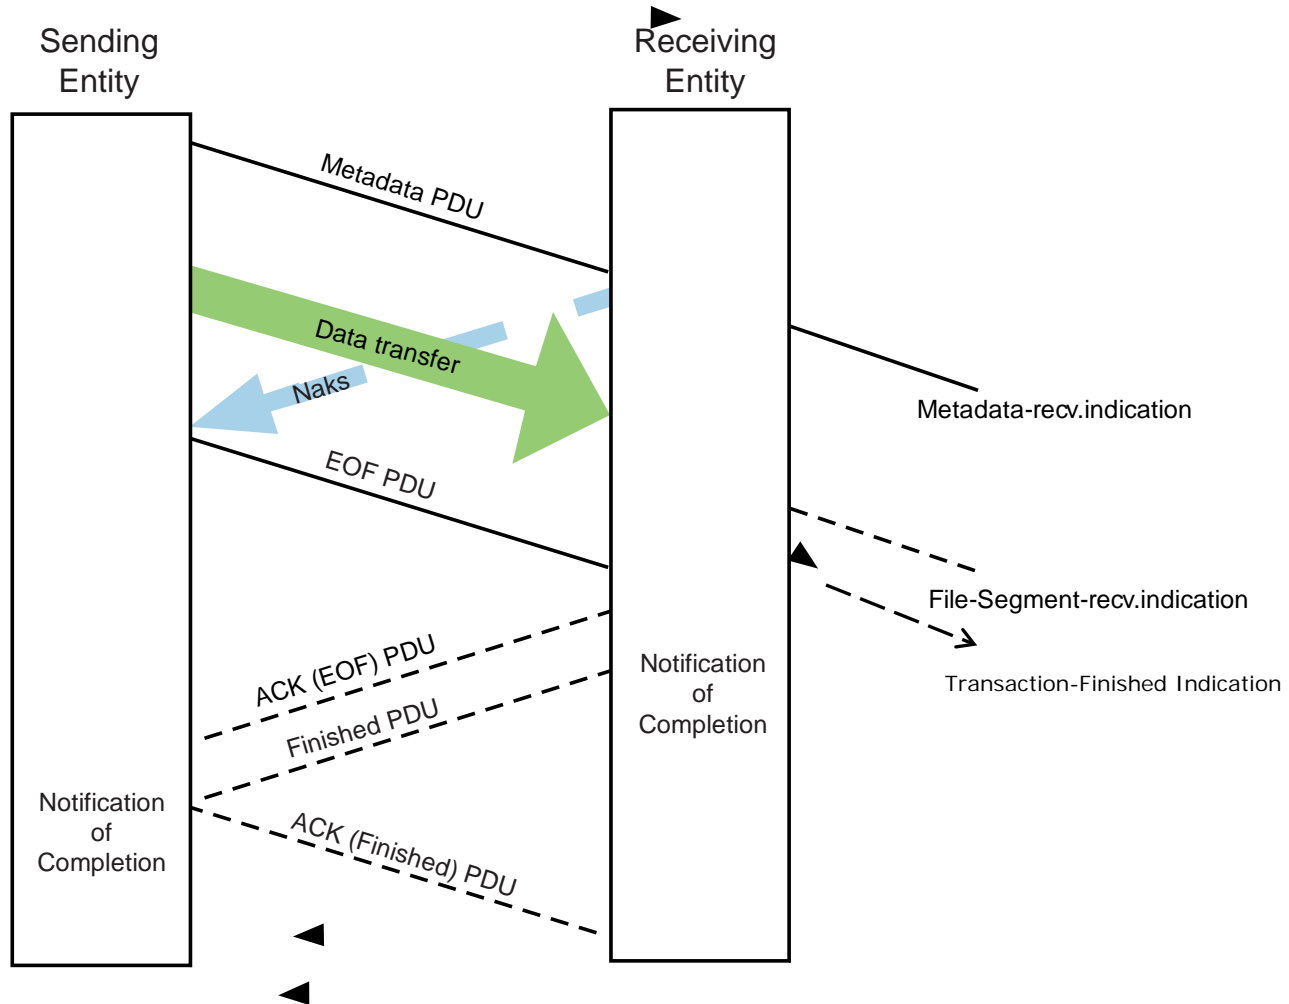 Sending
Entity
Receiving
Entity
Metadata PDU
Data transfer
Naks
Metadata-recv.indication
EOF PDU
File-Segment-recv.indication
ACK (EOF) PDU
Notification
of
Completion
Transaction-Finished Indication
Finished PDU
Notification
of
Completion
ACK (Finished) PDU